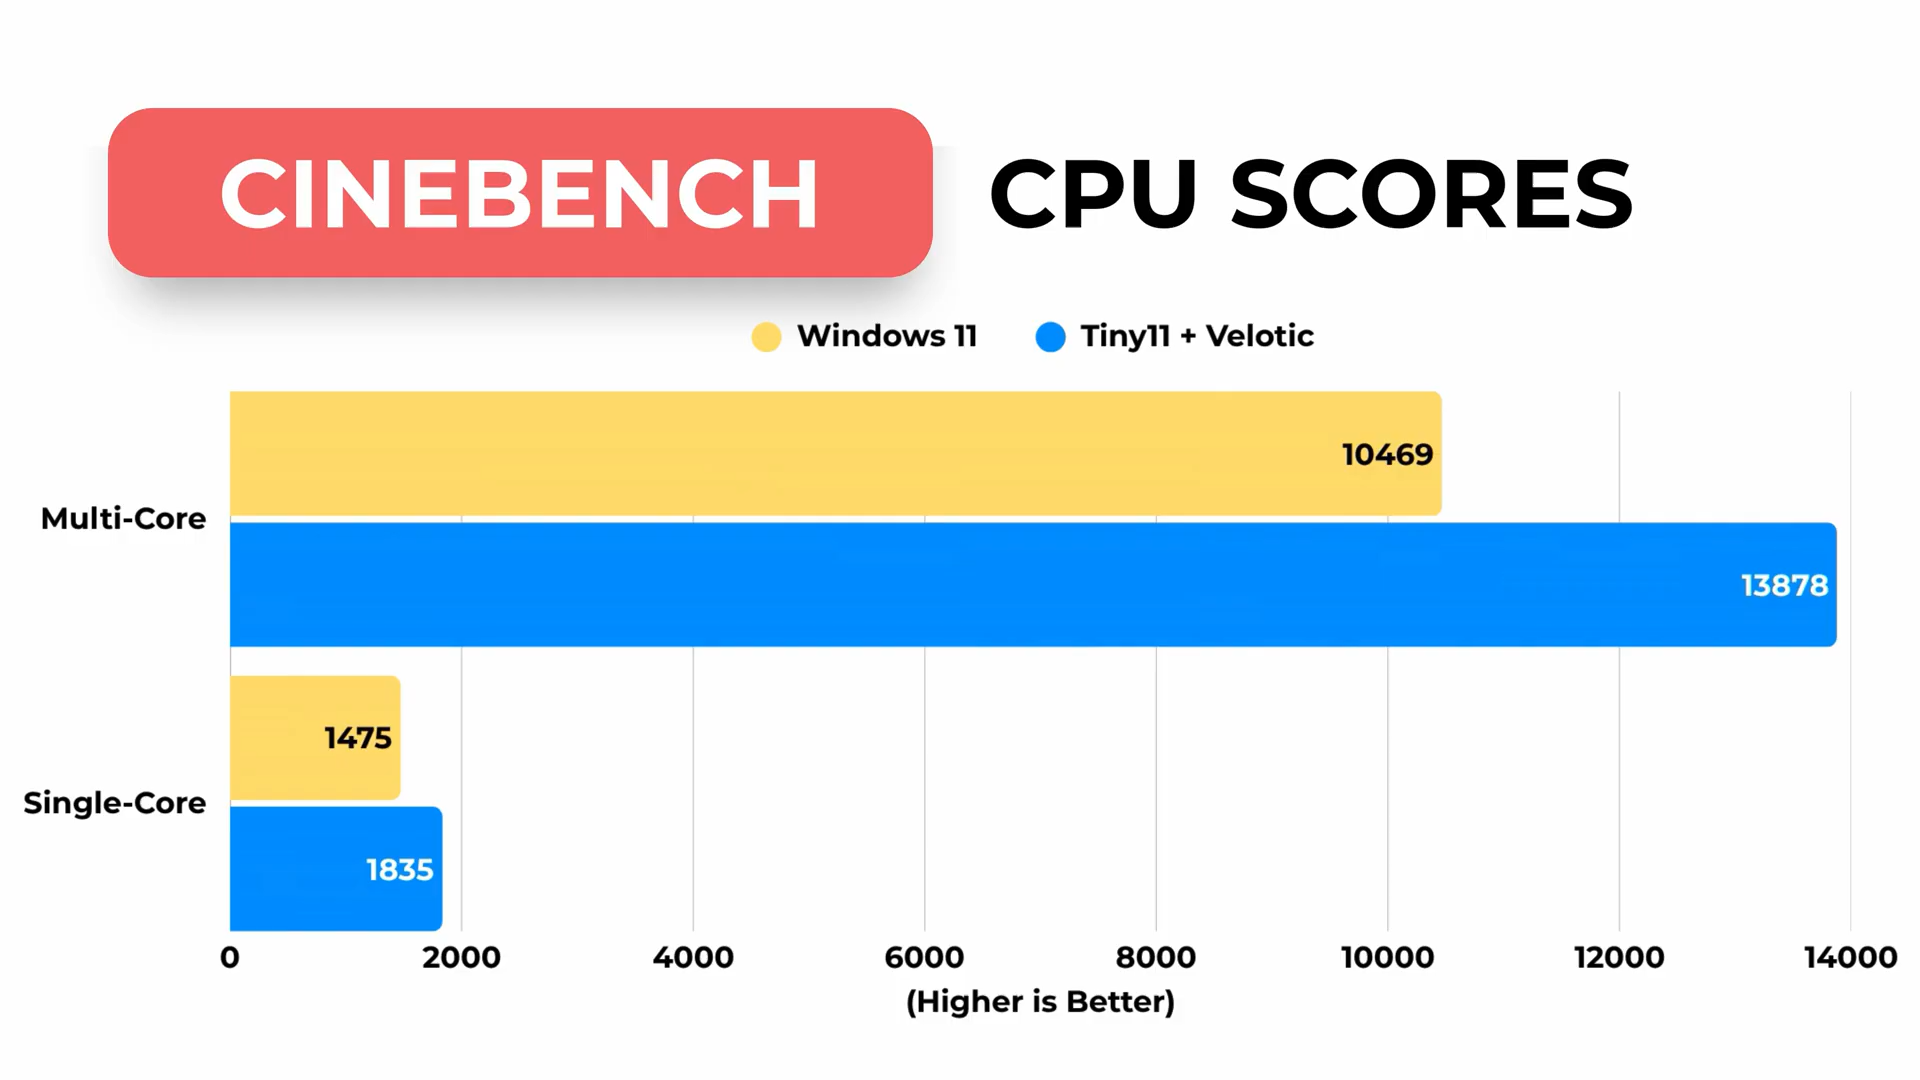 CINEBENCH CPU SCORES
Windows 11 Tiny11 + Velotic
10469
Multi-Core
13878
1475
Single-Core
1835
0 2000 4000 6000 8000 10000 12000 14000
(Higher is Better)